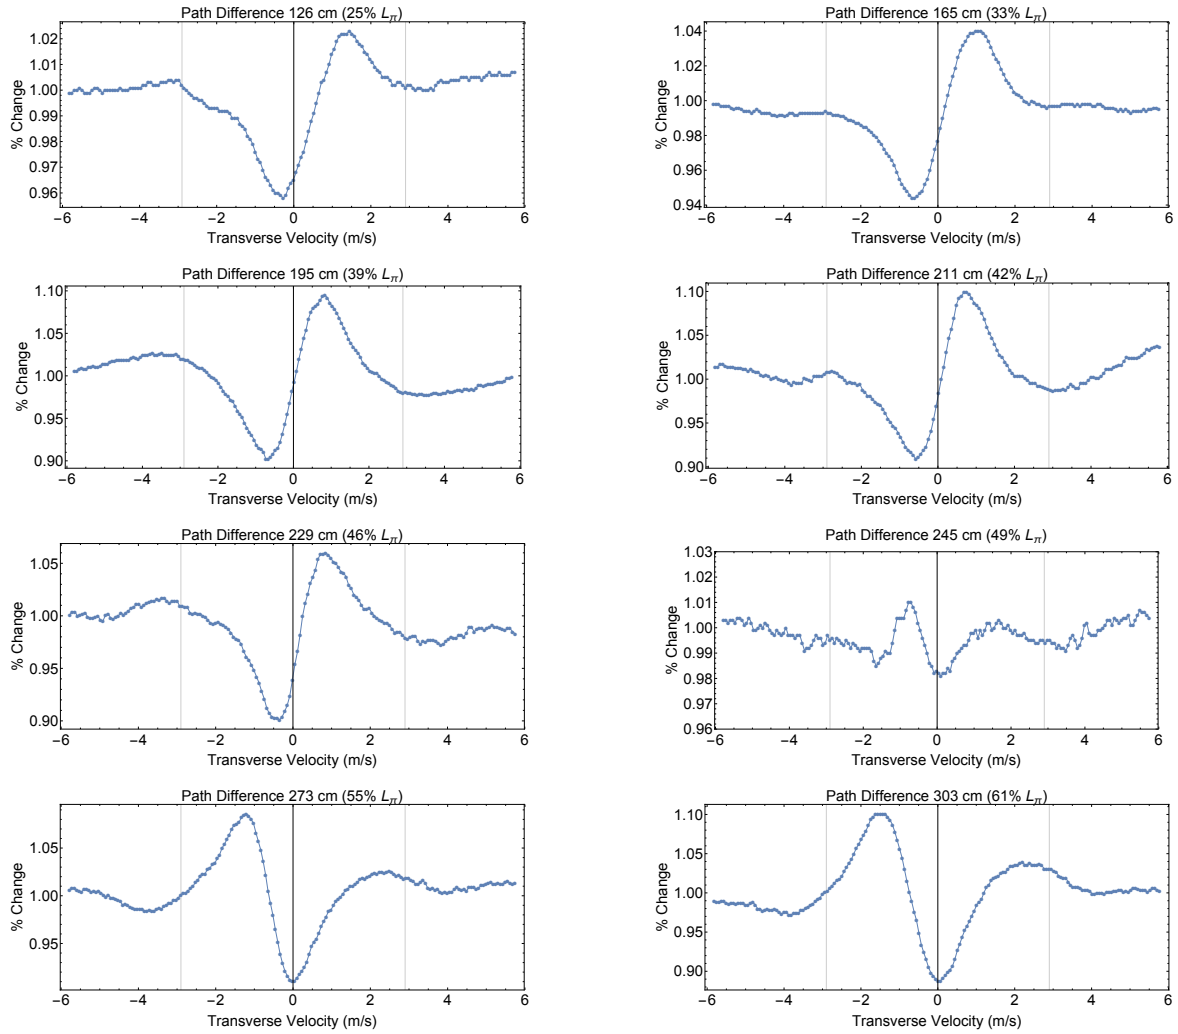 Path Difference 126 cm (25% Lπ)
1.02
1.01
1.00
0.99
0.98
0.97
0.96
% Change
−6 −4 −2 0 2 4 6
Transverse Velocity (m/s)
Path Difference 165 cm (33% Lπ)
1.04
1.02
1.00
0.98
0.96
0.94
% Change
−6 −4 −2 0 2 4 6
Transverse Velocity (m/s)
Path Difference 195 cm (39% Lπ)
1.10
1.05
1.00
0.95
0.90
% Change
−6 −4 −2 0 2 4 6
Transverse Velocity (m/s)
Path Difference 211 cm (42% Lπ)
1.10
1.05
1.00
0.95
0.90
% Change
−6 −4 −2 0 2 4 6
Transverse Velocity (m/s)
Path Difference 229 cm (46% Lπ)
1.05
1.00
0.95
0.90
% Change
−6 −4 −2 0 2 4 6
Transverse Velocity (m/s)
Path Difference 245 cm (49% Lπ)
1.03
1.02
1.01
1.00
0.99
0.98
0.97
0.96
% Change
−6 −4 −2 0 2 4 6
Transverse Velocity (m/s)
Path Difference 273 cm (55% Lπ)
1.05
1.00
0.95
% Change
−6 −4 −2 0 2 4 6
Transverse Velocity (m/s)
Path Difference 303 cm (61% Lπ)
1.10
1.05
1.00
0.95
0.90
% Change
−6 −4 −2 0 2 4 6
Transverse Velocity (m/s)